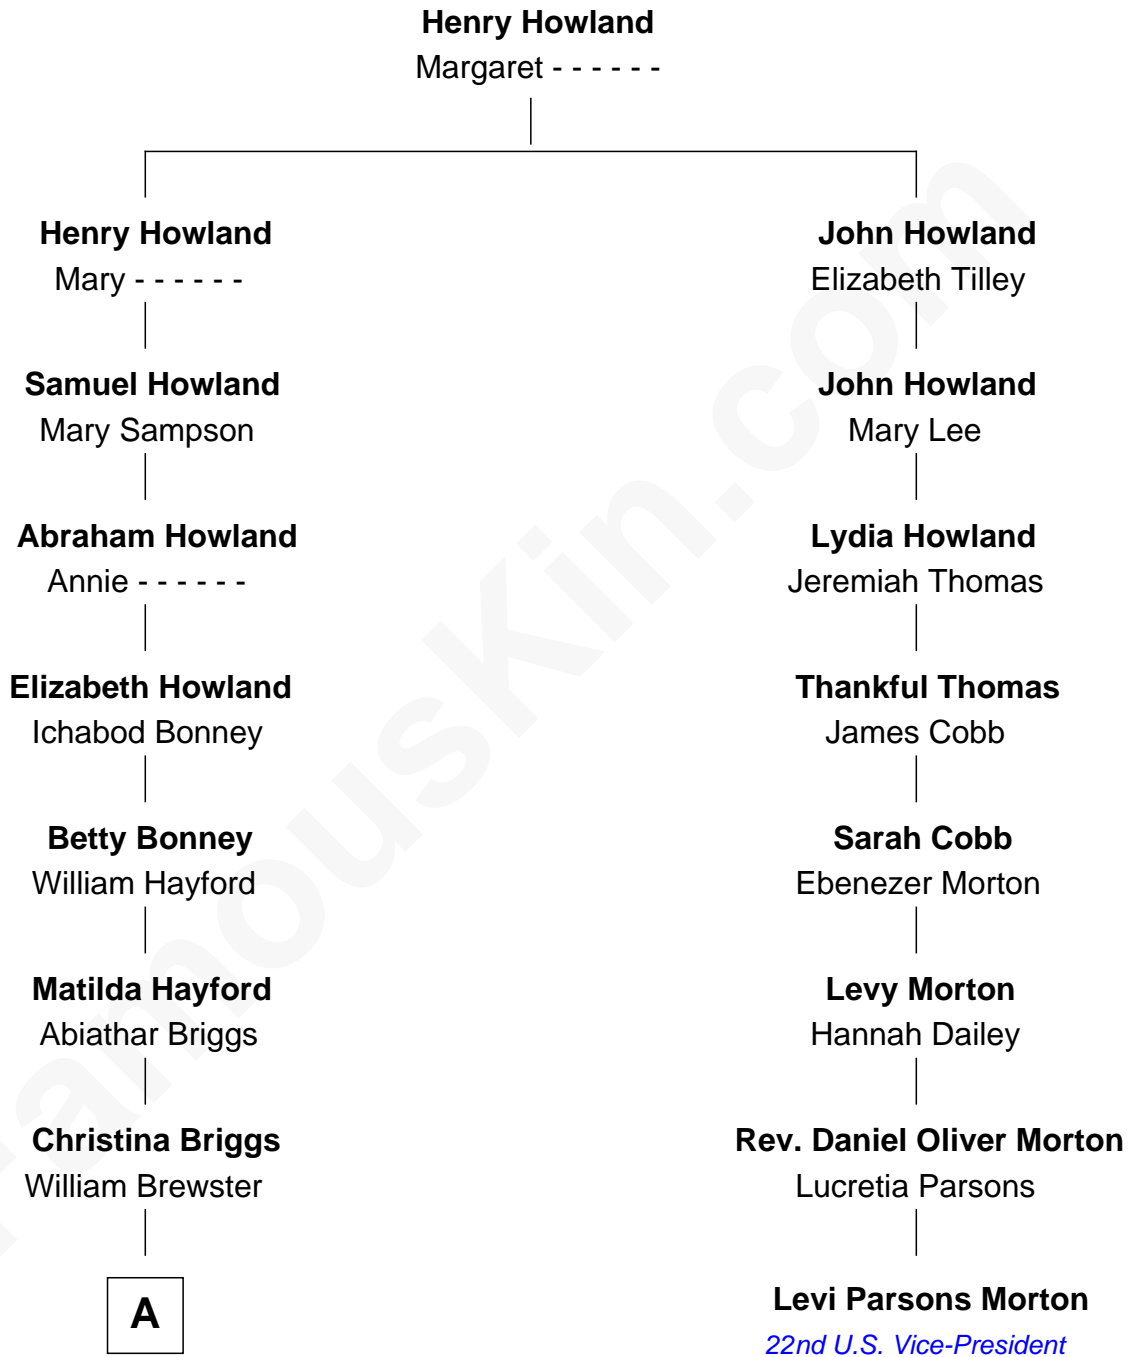 Henry Howland
Margaret - - - - - -
Henry Howland
Mary - - - - - -
John Howland
Elizabeth Tilley
Samuel Howland
Mary Sampson
John Howland
Mary Lee
Abraham Howland
Annie - - - - - -
Lydia Howland
Jeremiah Thomas
Elizabeth Howland
Ichabod Bonney
Thankful Thomas
James Cobb
Betty Bonney
William Hayford
Sarah Cobb
Ebenezer Morton
Matilda Hayford
Abiathar Briggs
Levy Morton
Hannah Dailey
Christina Briggs
William Brewster
Rev. Daniel Oliver Morton
Lucretia Parsons
A
Levi Parsons Morton
22nd U.S. Vice-President
FamousKin.com